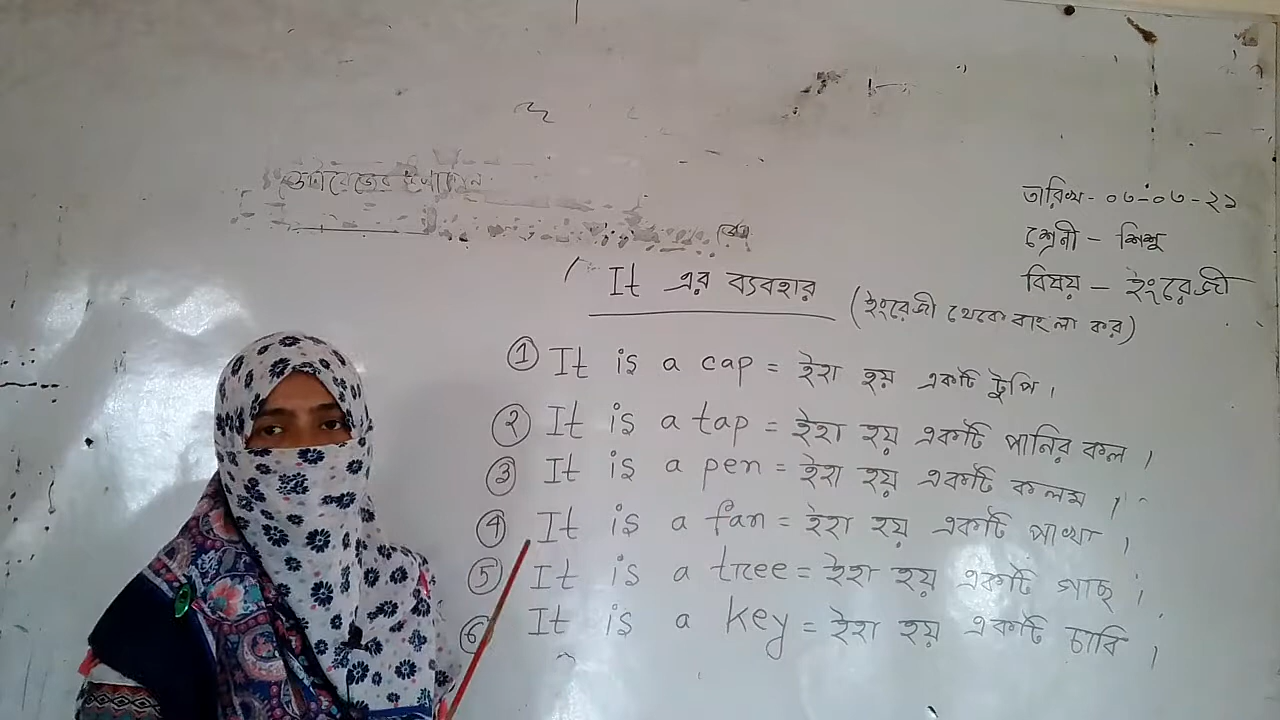 তারিখ - ০৬-০৬-২১
শ্রেনী - শিশু
বিষয় - ইংরেজী
It এর ব্যবহার
(ইংরেজী থেকে বাংলা কর)
① It is a cap = ইহা হয় একটি টুপি।
② It is a tap = ইহা হয় একটি পানির কল।
③ It is a pen = ইহা হয় একটি কলম।
④ It is a fan = ইহা হয় একটি পাখা।
⑤ It is a tree = ইহা হয় একটি গাছ।
⑥ It is a key = ইহা হয় একটি চাবি।